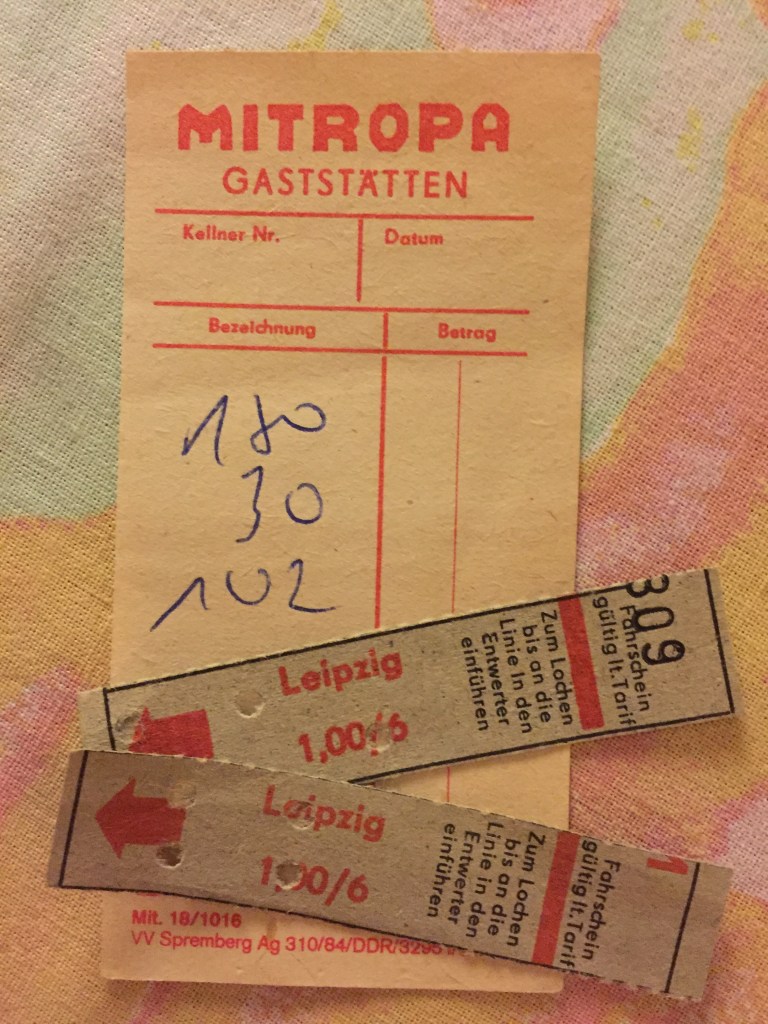 MITROPA
GASTSTÄTTEN
Kellner Nr. Datum
Bezeichnung Betrag
180
30
102
Leipzig
1,00/6
Zum Lochen
bis an die
Linie in den
Entwerter
einführen
Fahrschein
gültig lt. Tarif
309
Leipzig
1,00/6
Zum Lochen
bis an die
Linie in den
Entwerter
einführen
Fahrschein
gültig lt. Tarif
1
Mit. 18/1016
VV Spremberg Ag 310/84/DDR/